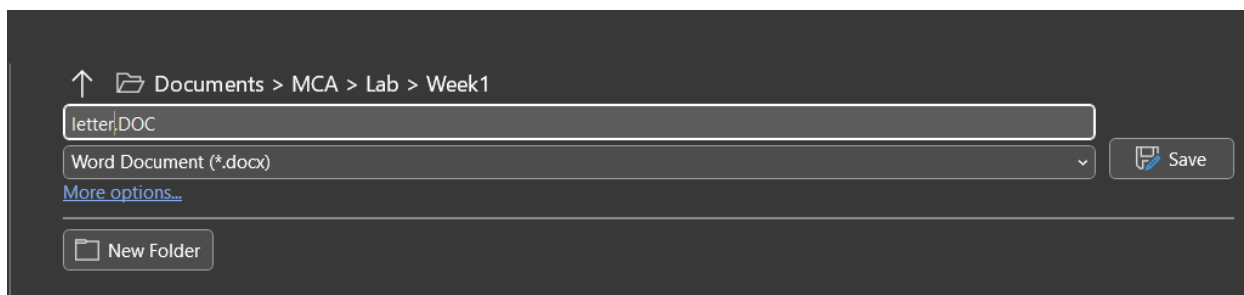 Documents > MCA > Lab > Week1
letter.DOC
Word Document (*.docx)
Save
More options...
New Folder